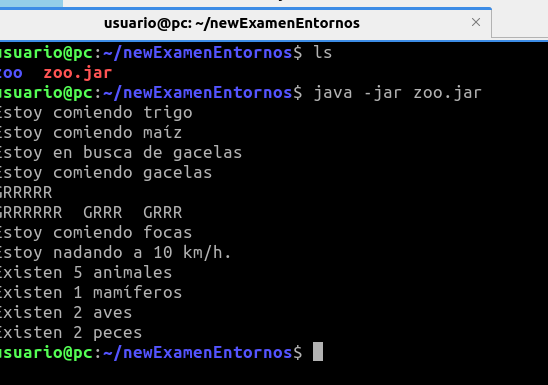 usuario@pc: ~/newExamenEntornos ×
usuario@pc:~/newExamenEntornos$ ls
zoo zoo.jar
usuario@pc:~/newExamenEntornos$ java -jar zoo.jar
Estoy comiendo trigo
Estoy comiendo maíz
Estoy en busca de gacelas
Estoy comiendo gacelas
GRRRRR
GRRRRRR GRRR GRRR
Estoy comiendo focas
Estoy nadando a 10 km/h.
Existen 5 animales
Existen 1 mamíferos
Existen 2 aves
Existen 2 peces
usuario@pc:~/newExamenEntornos$